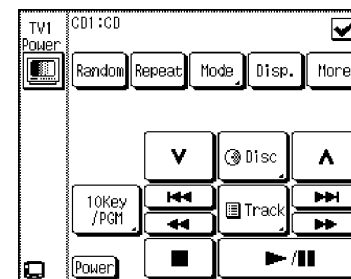 TV1
Power
CD1:CD
Random Repeat Mode Disp. More
Disc
10Key
/PGM
Track
Power